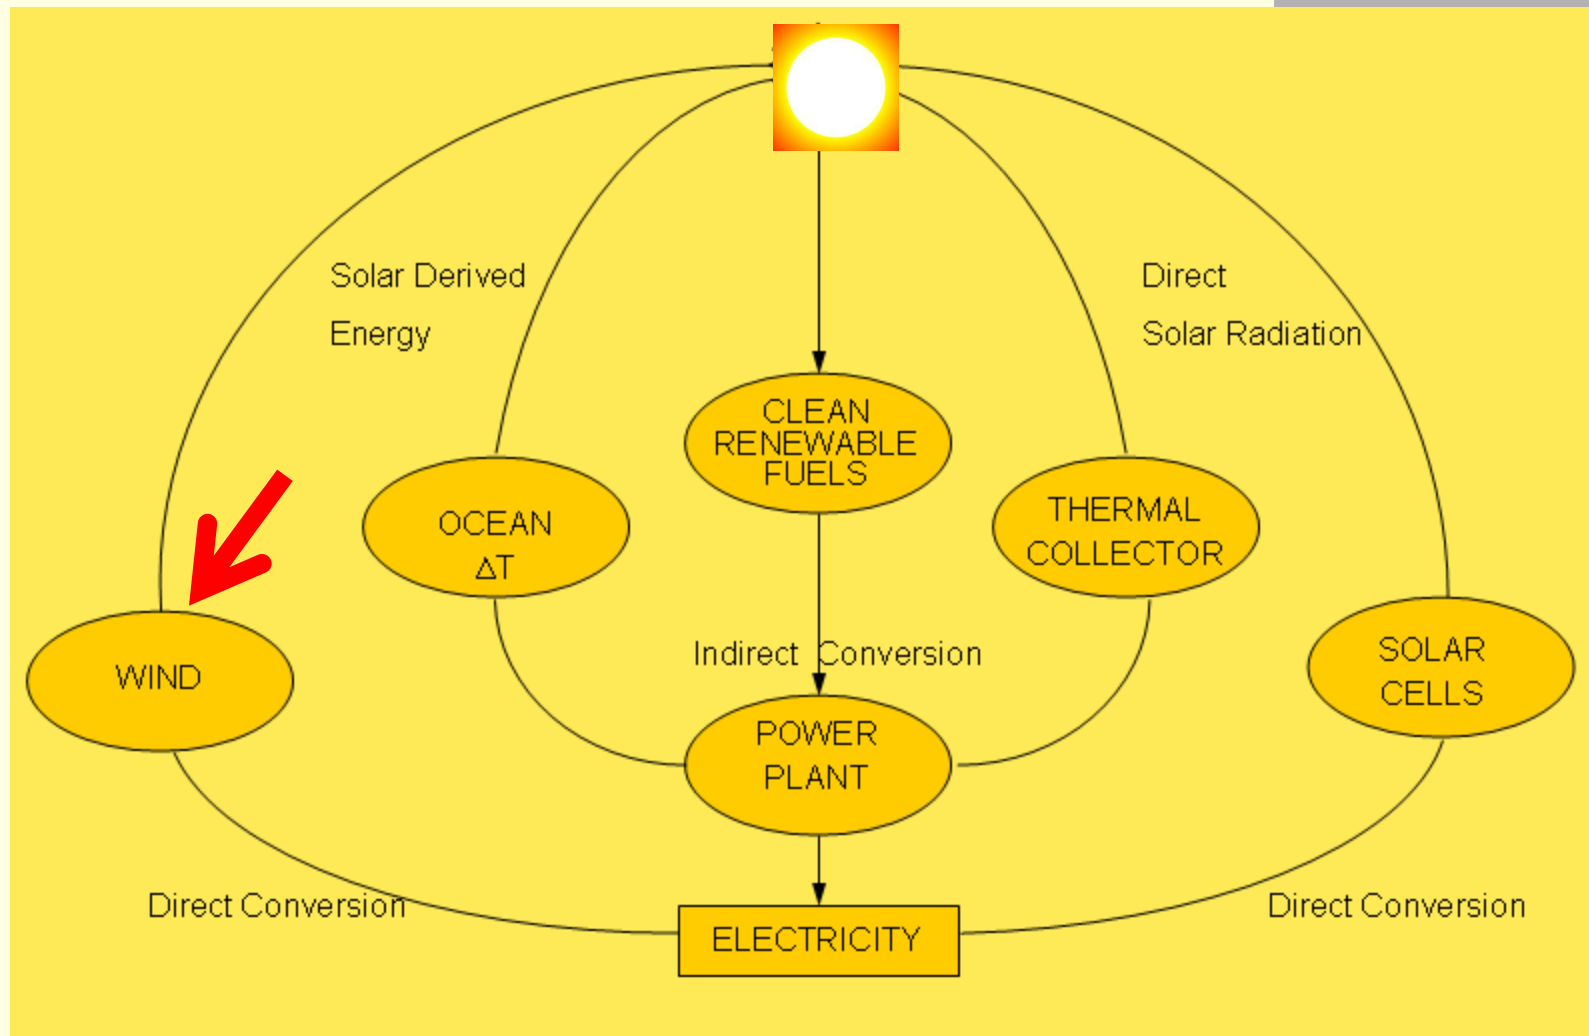 Solar Derived
Energy
Direct
Solar Radiation
CLEAN
RENEWABLE
FUELS
OCEAN
ΔT
THERMAL
COLLECTOR
WIND
Indirect Conversion
SOLAR
CELLS
POWER
PLANT
Direct Conversion
Direct Conversion
ELECTRICITY